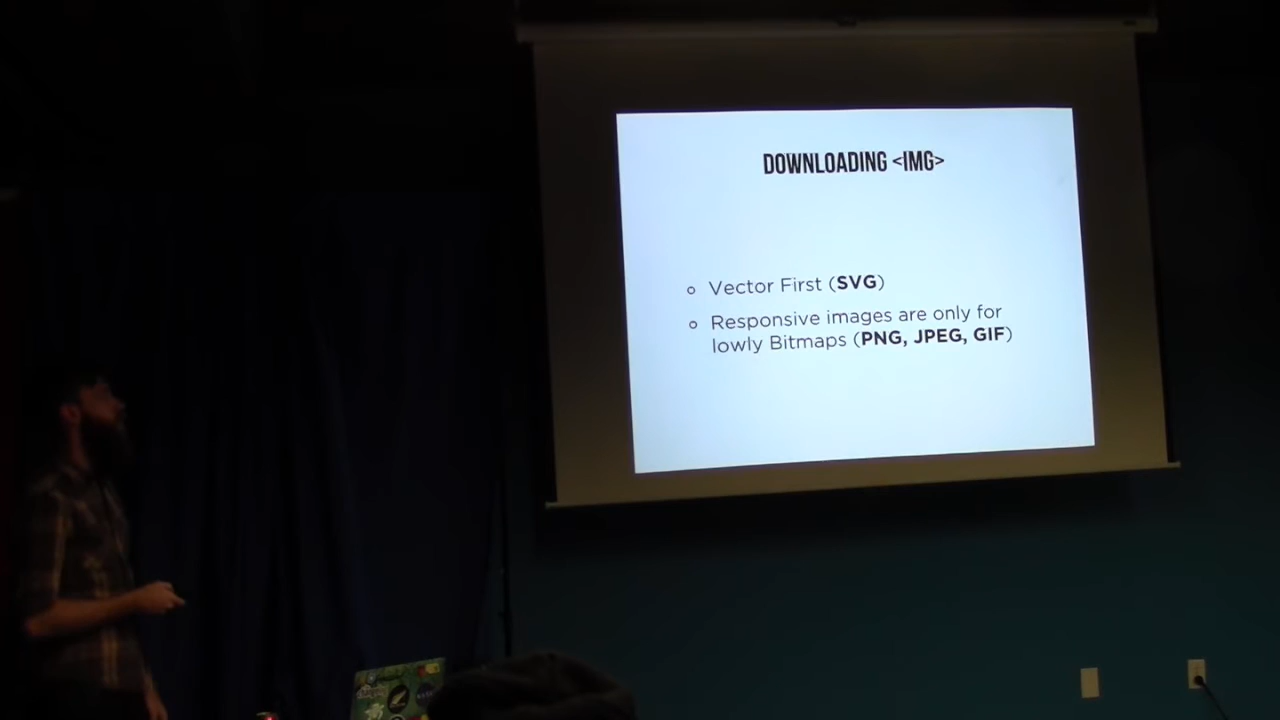 DOWNLOADING <IMG>
Vector First (SVG)
Responsive images are only for
lowly Bitmaps (PNG, JPEG, GIF)